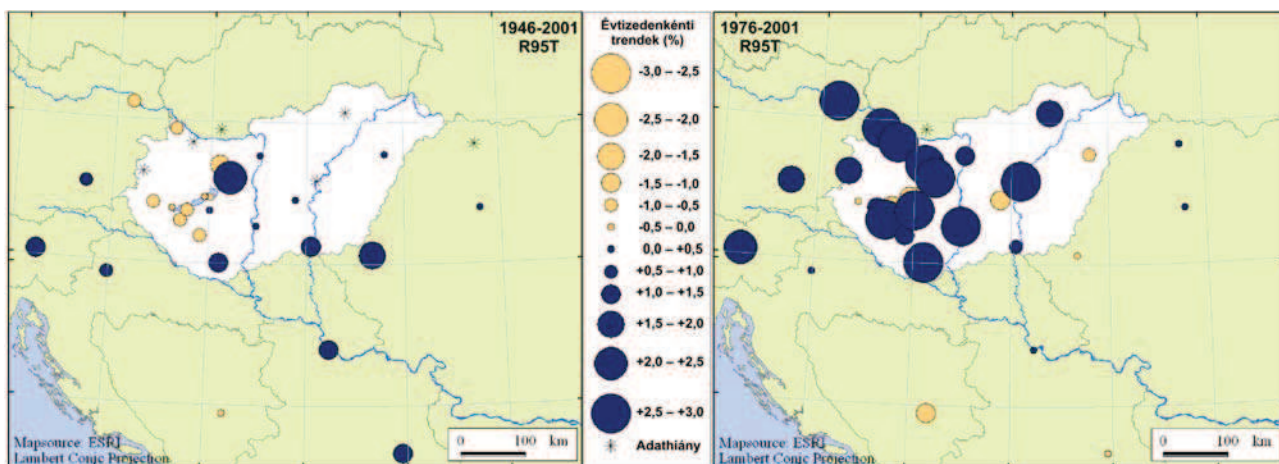 1946-2001
R95T
Mapsource: ESRI
Lambert Conic Projection
0 100 km
Évtizedenkénti
trendek (%)
-3,0 – -2,5
-2,5 – -2,0
-2,0 – -1,5
-1,5 – -1,0
-1,0 – -0,5
-0,5 – 0,0
0,0 – +0,5
+0,5 – +1,0
+1,0 – +1,5
+1,5 – +2,0
+2,0 – +2,5
+2,5 – +3,0
Adathiány
1976-2001
R95T
Mapsource: ESRI
Lambert Conic Projection
0 100 km